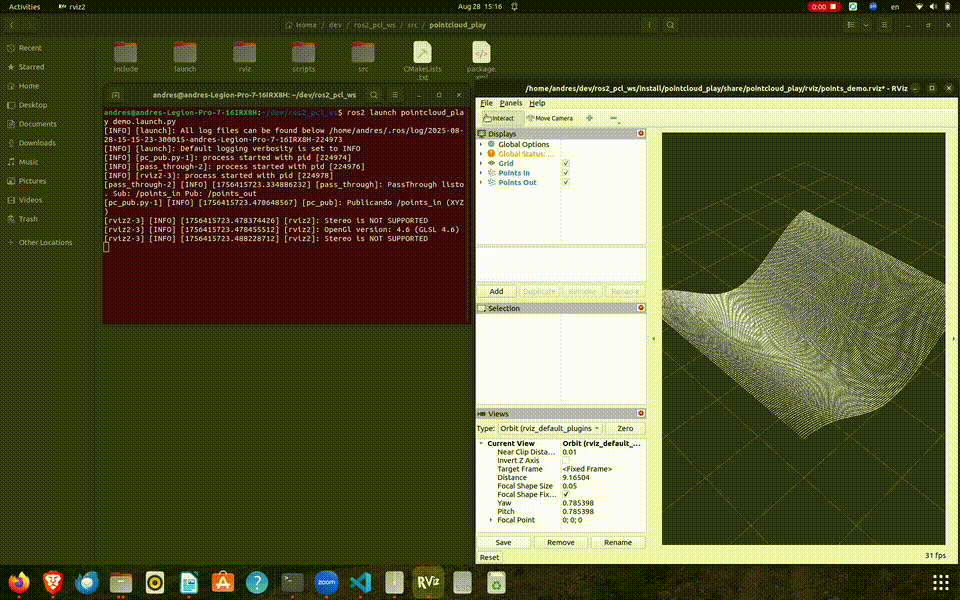 Activities
rviz2
Aug 28 15:16
0:00
en
Home / dev / ros2_pcl_ws / src / pointcloud_play
Recent
Starred
Home
Desktop
Documents
Downloads
Music
Pictures
Videos
Trash
+ Other Locations
include
launch
rviz
scripts
src
CMakeLists
.txt
package.
xml
andres@andres-Legion-Pro-7-16IRX8H: ~/dev/ros2_pcl_ws
andres@andres-Legion-Pro-7-16IRX8H:~/dev/ros2_pcl_ws$ ros2 launch pointcloud_pla
y demo.launch.py
[INFO] [launch]: All log files can be found below /home/andres/.ros/log/2025-08-
28-15-15-23-300015-andres-Legion-Pro-7-16IRX8H-224973
[INFO] [launch]: Default logging verbosity is set to INFO
[INFO] [pc_pub.py-1]: process started with pid [224974]
[INFO] [pass_through-2]: process started with pid [224976]
[INFO] [rviz2-3]: process started with pid [224978]
[pass_through-2] [INFO] [1756415723.334886232] [pass_through]: PassThrough listo
. Sub: /points_in Pub: /points_out
[pc_pub.py-1] [INFO] [1756415723.470648567] [pc_pub]: Publicando /points_in (XYZ
)
[rviz2-3] [INFO] [1756415723.478374426] [rviz2]: Stereo is NOT SUPPORTED
[rviz2-3] [INFO] [1756415723.478455512] [rviz2]: OpenGl version: 4.6 (GLSL 4.6)
[rviz2-3] [INFO] [1756415723.488228712] [rviz2]: Stereo is NOT SUPPORTED
/home/andres/dev/ros2_pcl_ws/install/pointcloud_play/share/pointcloud_play/rviz/points_demo.rviz* - RViz
File Panels Help
Interact
Move Camera
Displays
Global Options
Global Status: ...
Grid
Points In
Points Out
Add
Duplicate
Remove
Rename
Selection
Views
Type: Orbit (rviz_default_plugins
Zero
Current View Orbit (rviz_default_...
Near Clip Dista... 0.01
Invert Z Axis
Target Frame <Fixed Frame>
Distance 9.16504
Focal Shape Size 0.05
Focal Shape Fix...
Yaw 0.785398
Pitch 0.785398
Focal Point 0; 0; 0
Save
Remove
Rename
Reset
31 fps
zoom
RViz